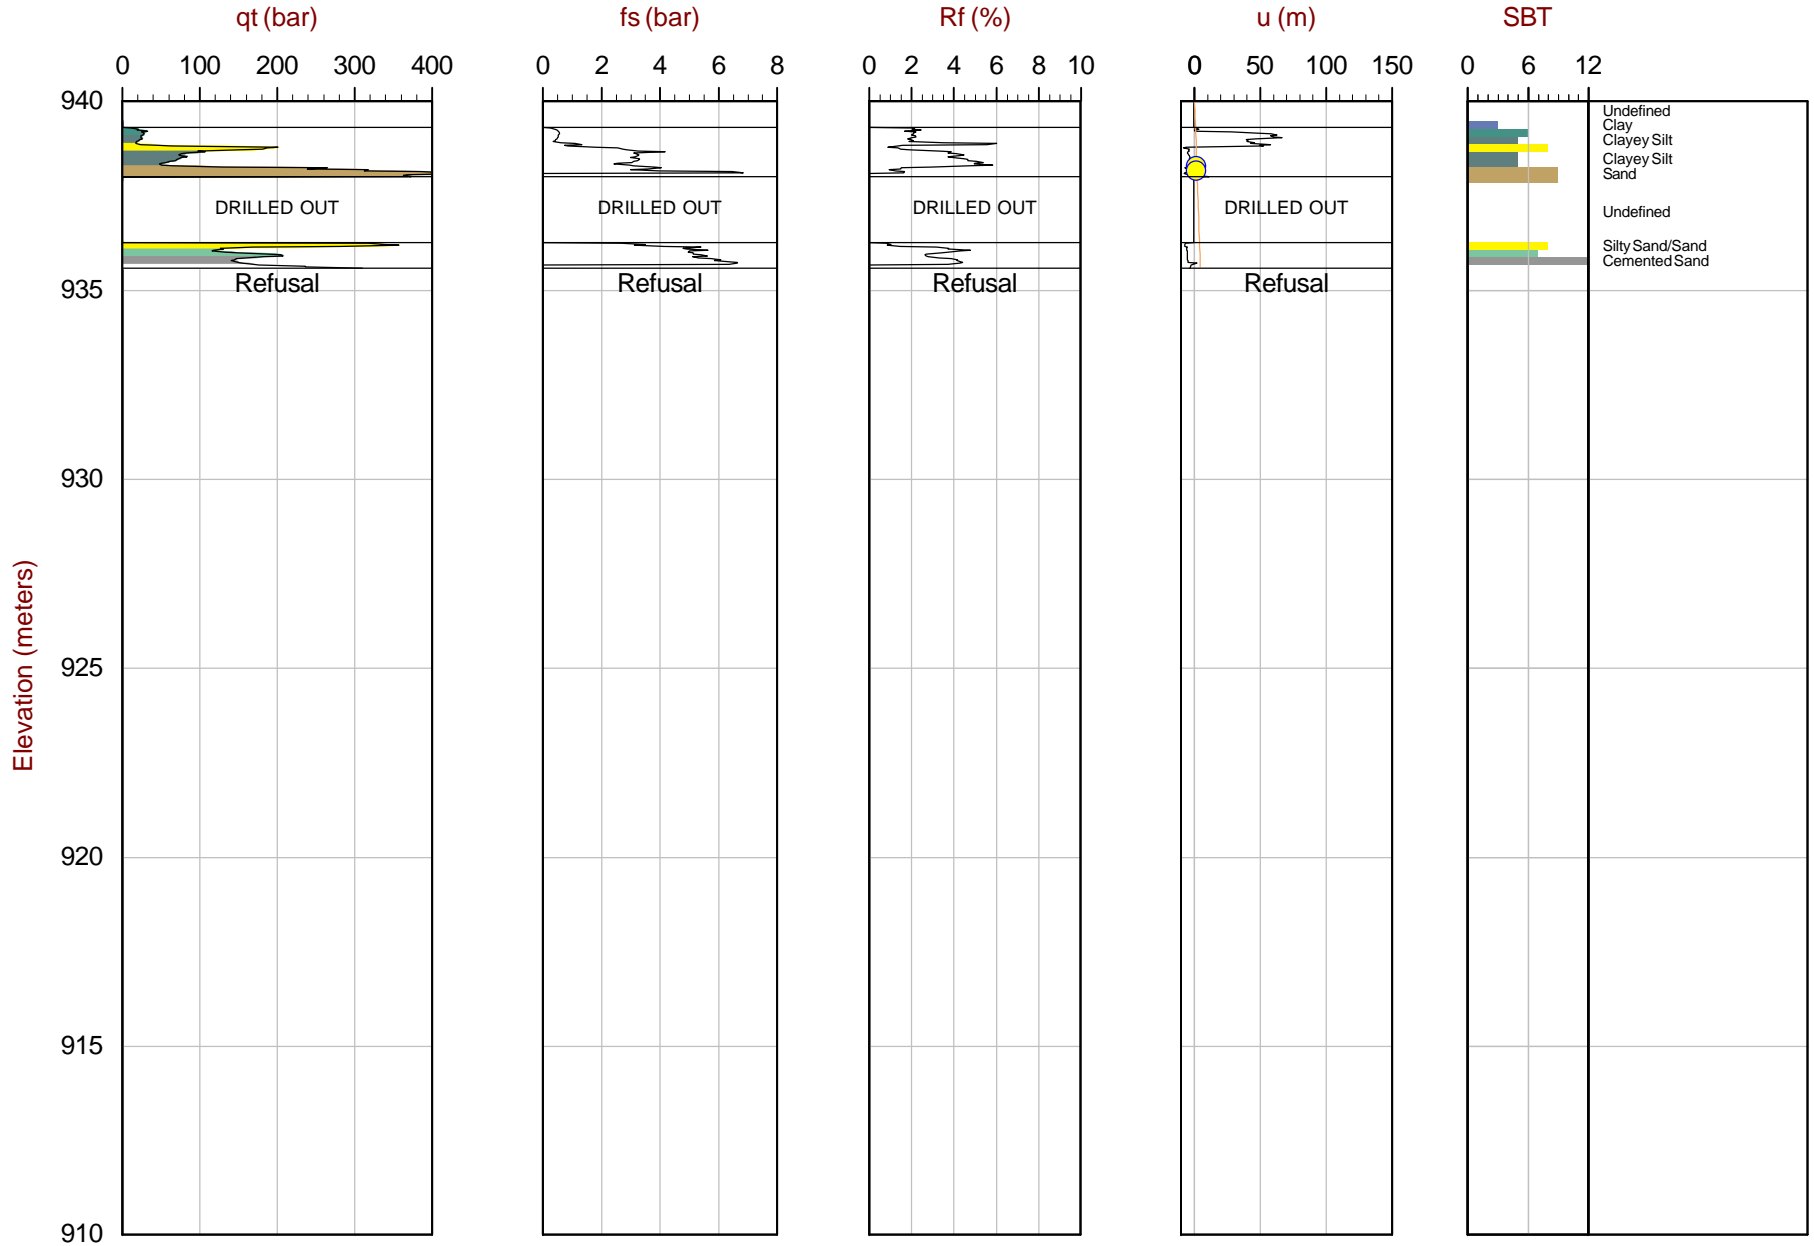 qt (bar) fs (bar) Rf (%) u (m) SBT
0 100 200 300 400 0 2 4 6 8 0 2 4 6 8 10 0 50 100 150 0 6 12
940
Undefined
Clay
Clayey Silt
Clayey Silt
Sand
DRILLED OUT DRILLED OUT DRILLED OUT DRILLED OUT
Undefined
Silty Sand/Sand
Cemented Sand
Refusal Refusal Refusal Refusal
935
930
925
920
915
910
Elevation (meters)